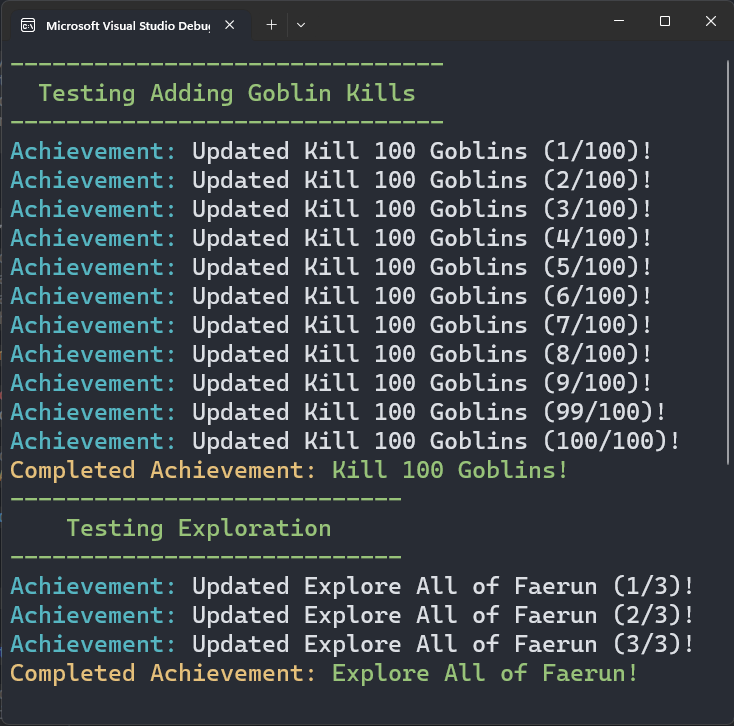 Microsoft Visual Studio Debug
-------------------------------
Testing Adding Goblin Kills
-------------------------------
Achievement: Updated Kill 100 Goblins (1/100)!
Achievement: Updated Kill 100 Goblins (2/100)!
Achievement: Updated Kill 100 Goblins (3/100)!
Achievement: Updated Kill 100 Goblins (4/100)!
Achievement: Updated Kill 100 Goblins (5/100)!
Achievement: Updated Kill 100 Goblins (6/100)!
Achievement: Updated Kill 100 Goblins (7/100)!
Achievement: Updated Kill 100 Goblins (8/100)!
Achievement: Updated Kill 100 Goblins (9/100)!
Achievement: Updated Kill 100 Goblins (99/100)!
Achievement: Updated Kill 100 Goblins (100/100)!
Completed Achievement: Kill 100 Goblins!
----------------------------
Testing Exploration
----------------------------
Achievement: Updated Explore All of Faerun (1/3)!
Achievement: Updated Explore All of Faerun (2/3)!
Achievement: Updated Explore All of Faerun (3/3)!
Completed Achievement: Explore All of Faerun!